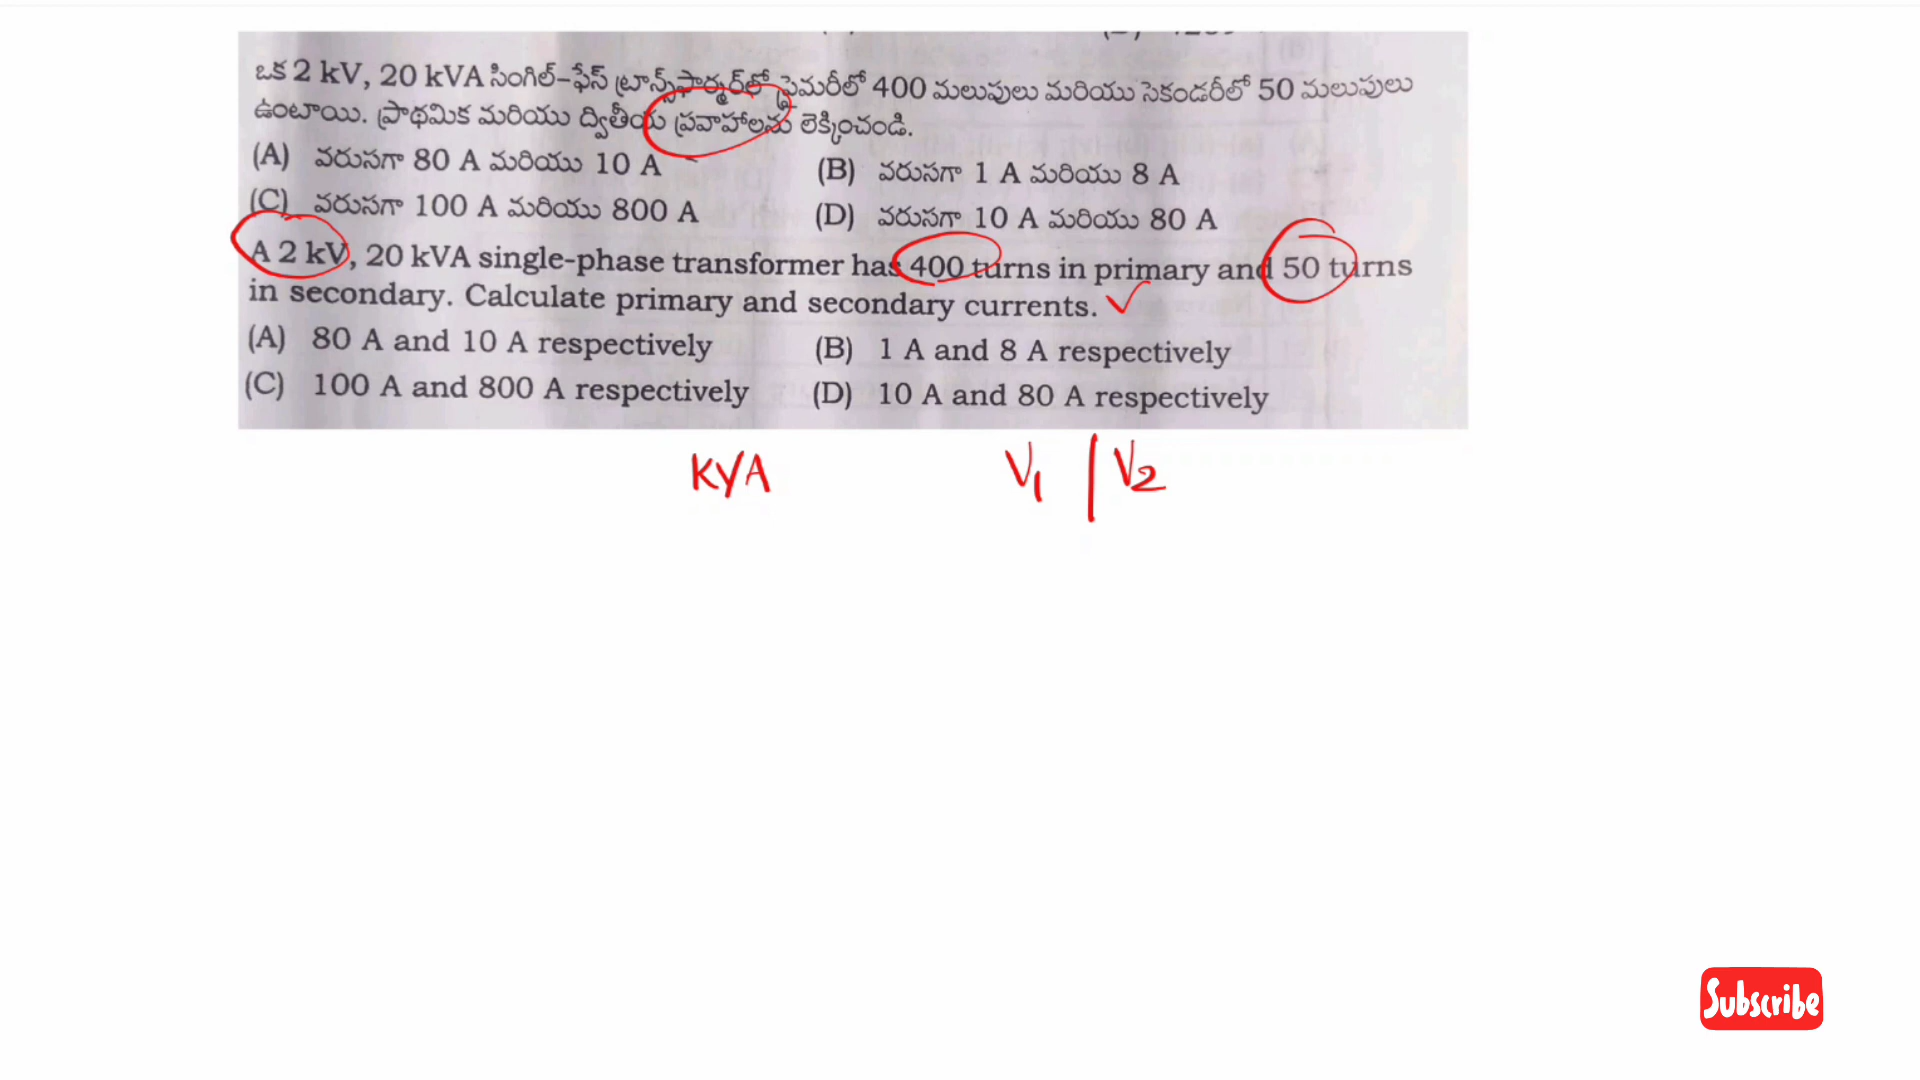 ఒక 2 kV, 20 kVA సింగిల్-ఫేస్ ట్రాన్స్ఫార్మర్‌లో ప్రైమరీలో 400 మలుపులు మరియు సెకండరీలో 50 మలుపులు
ఉంటాయి. ప్రాథమిక మరియు ద్వితీయ ప్రవాహాలను లెక్కించండి.
(A) వరుసగా 80 A మరియు 10 A (B) వరుసగా 1 A మరియు 8 A
(C) వరుసగా 100 A మరియు 800 A (D) వరుసగా 10 A మరియు 80 A
A 2 kV, 20 kVA single-phase transformer has 400 turns in primary and 50 turns
in secondary. Calculate primary and secondary currents.
(A) 80 A and 10 A respectively (B) 1 A and 8 A respectively
(C) 100 A and 800 A respectively (D) 10 A and 80 A respectively
KVA V1 | V2
Subscribe